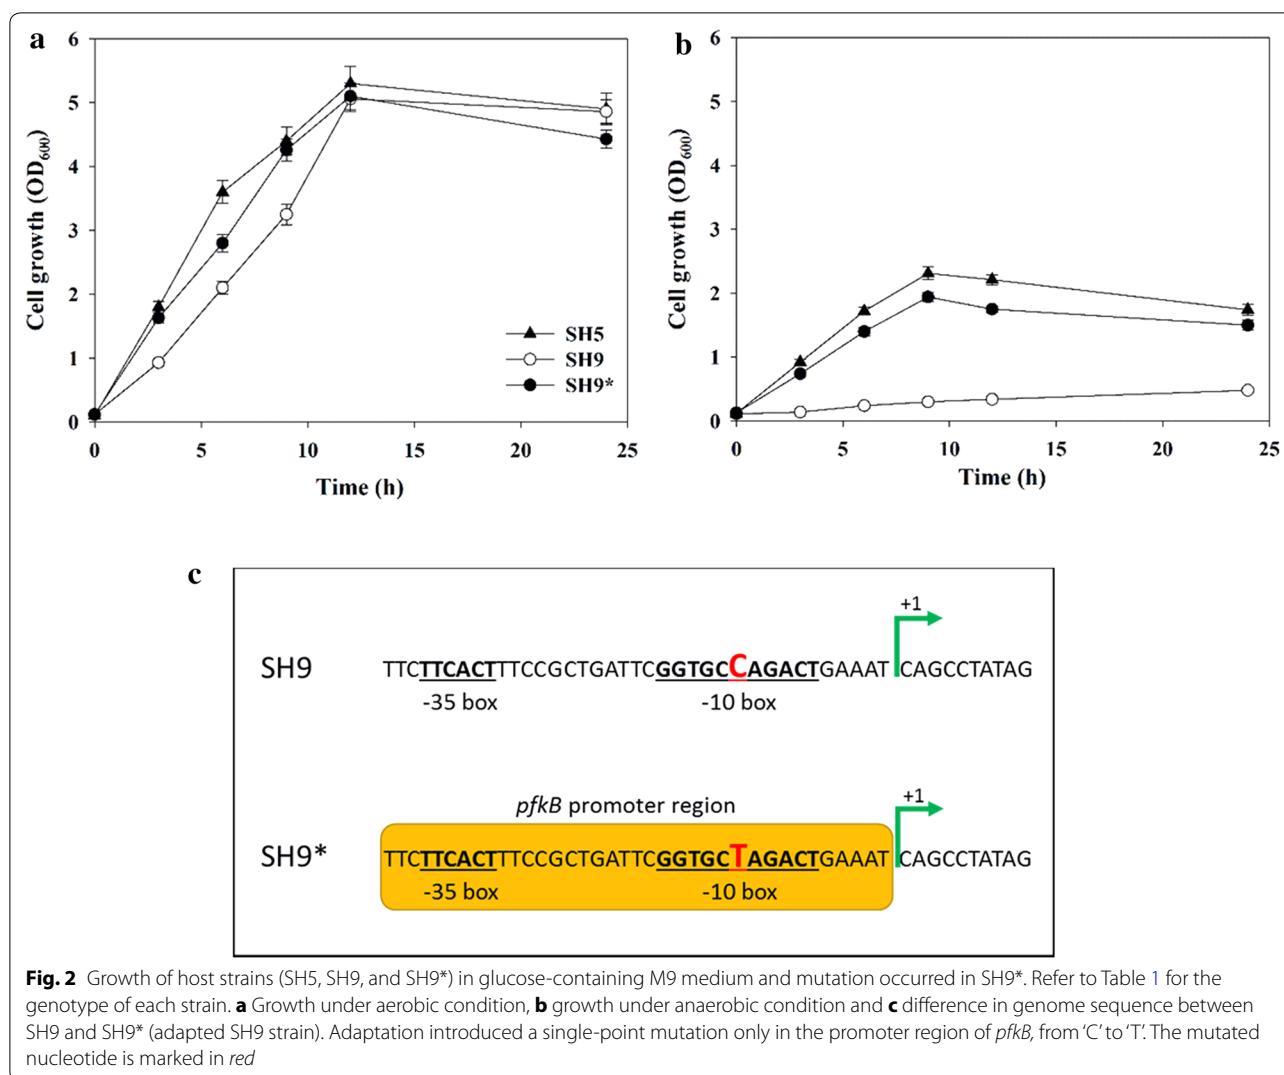 a
6
5
4
3
2
1
0
Cell growth (OD600)
0 5 10 15 20 25
Time (h)
SH5
SH9
SH9*
b
6
5
4
3
2
1
0
Cell growth (OD600)
0 5 10 15 20 25
Time (h)
c
+1
SH9 TTCTTCACTTTCCGCTGATTCGGTGCCAGACTGAAAT CAGCCTATAG
-35 box -10 box
pfkB promoter region +1
SH9* TTCTTCACTTTCCGCTGATTCGGTGCTAGACTGAAAT CAGCCTATAG
-35 box -10 box
Fig. 2 Growth of host strains (SH5, SH9, and SH9*) in glucose-containing M9 medium and mutation occurred in SH9*. Refer to Table 1 for the
genotype of each strain. a Growth under aerobic condition, b growth under anaerobic condition and c difference in genome sequence between
SH9 and SH9* (adapted SH9 strain). Adaptation introduced a single-point mutation only in the promoter region of pfkB, from ‘C’ to ‘T’. The mutated
nucleotide is marked in red